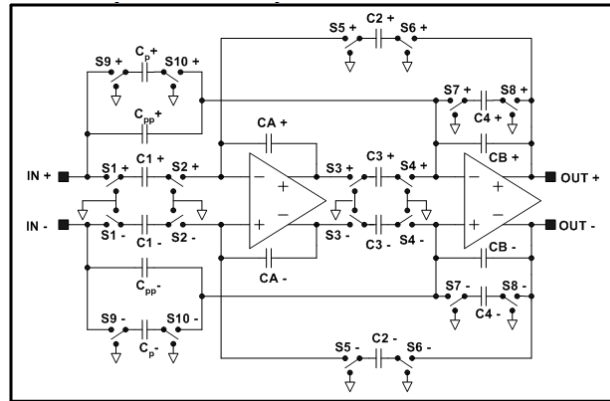 S5 + C2 + S6 +
S9 + Cp+ S10 +
S7 + S8 +
C4 +
Cpp+
CA +
CB +
S1 + C1 + S2 + S3 + C3 + S4 +
IN + − + − + OUT +
IN - + − + − OUT -
S1 - C1 - S2 - S3 - C3 - S4 -
CB -
CA -
Cpp-
S7 - C4 - S8 -
S9 - Cp- S10 -
S5 - C2 - S6 -